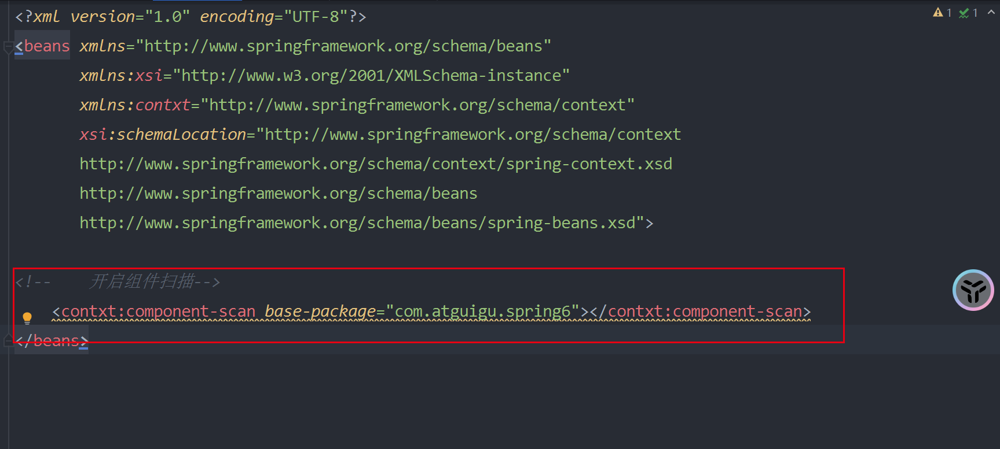 <?xml version="1.0" encoding="UTF-8"?>
1 1
<beans xmlns="http://www.springframework.org/schema/beans"
xmlns:xsi="http://www.w3.org/2001/XMLSchema-instance"
xmlns:contxt="http://www.springframework.org/schema/context"
xsi:schemaLocation="http://www.springframework.org/schema/context
http://www.springframework.org/schema/context/spring-context.xsd
http://www.springframework.org/schema/beans
http://www.springframework.org/schema/beans/spring-beans.xsd">
<!-- 开启组件扫描-->
<contxt:component-scan base-package="com.atguigu.spring6"></contxt:component-scan>
</beans>